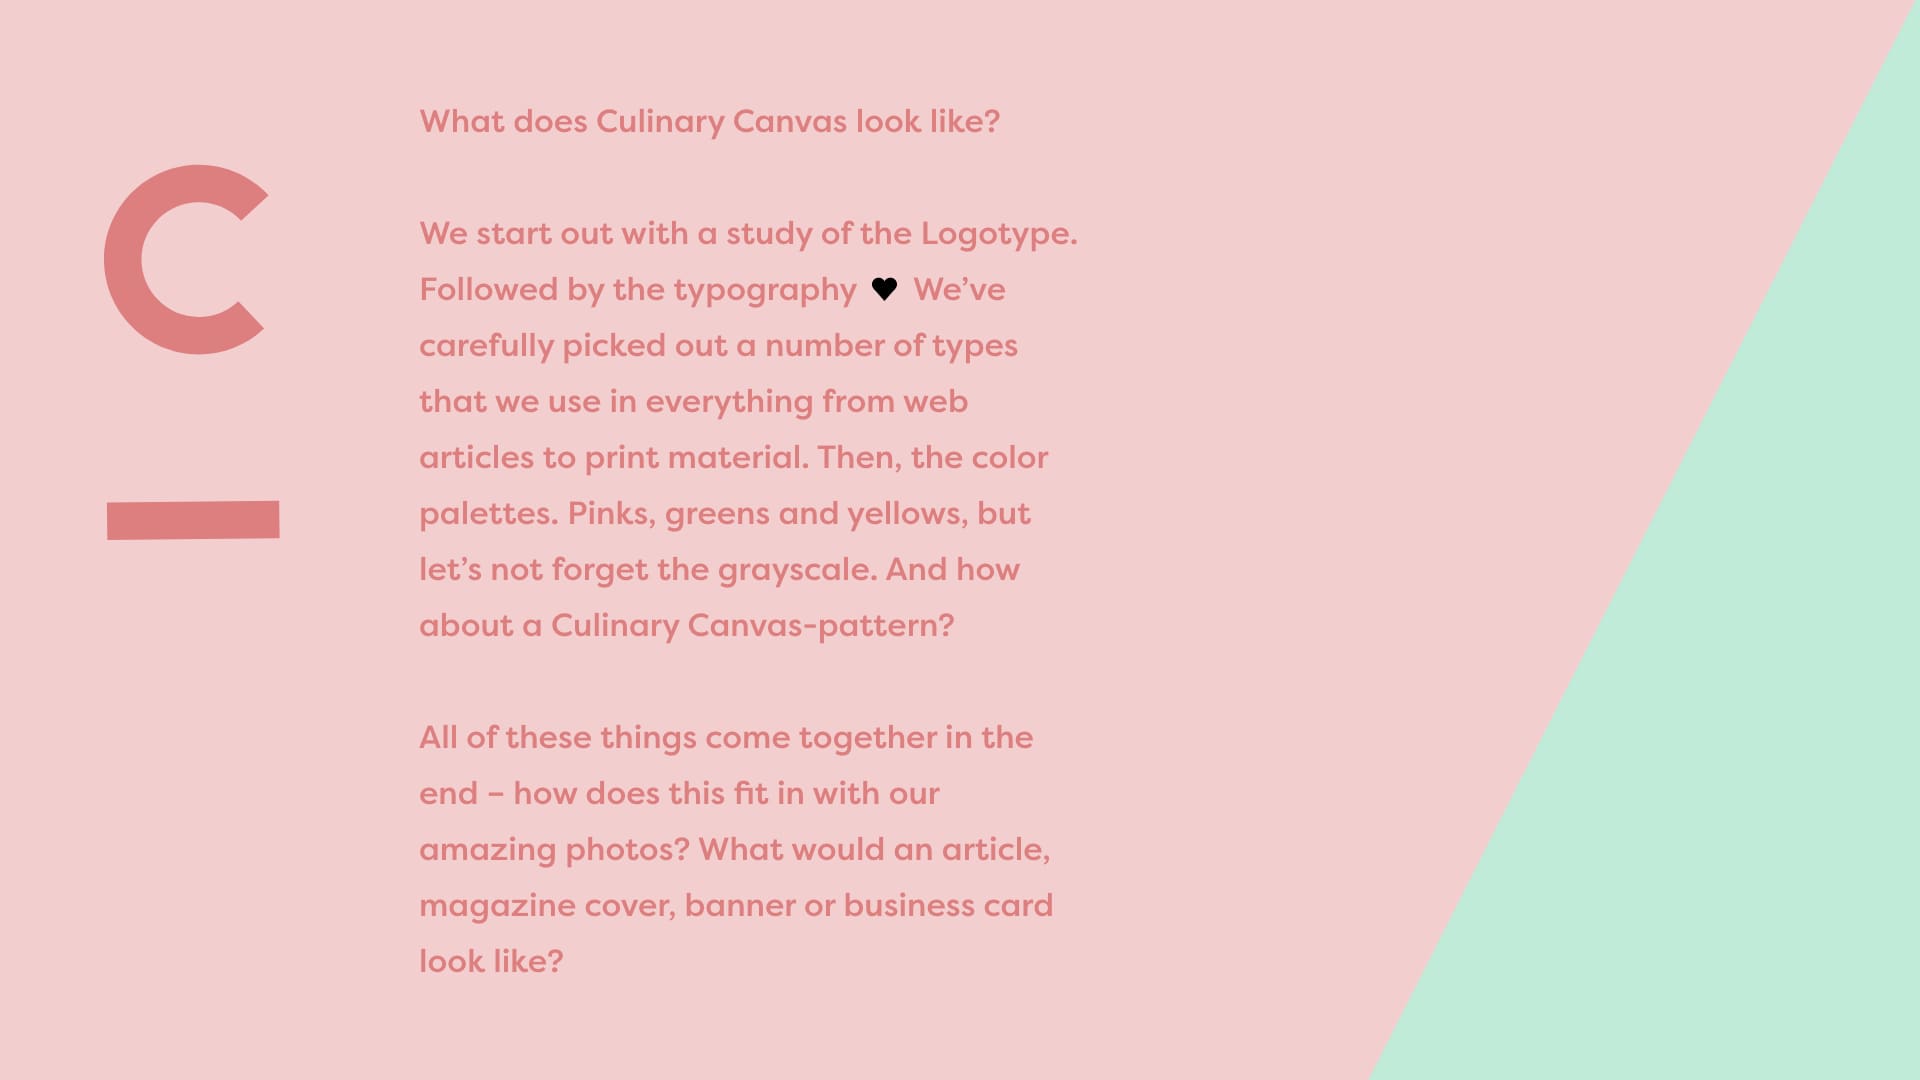 C
What does Culinary Canvas look like?
We start out with a study of the Logotype.
Followed by the typography ♥ We’ve
carefully picked out a number of types
that we use in everything from web
articles to print material. Then, the color
palettes. Pinks, greens and yellows, but
let’s not forget the grayscale. And how
about a Culinary Canvas-pattern?
All of these things come together in the
end – how does this fit in with our
amazing photos? What would an article,
magazine cover, banner or business card
look like?